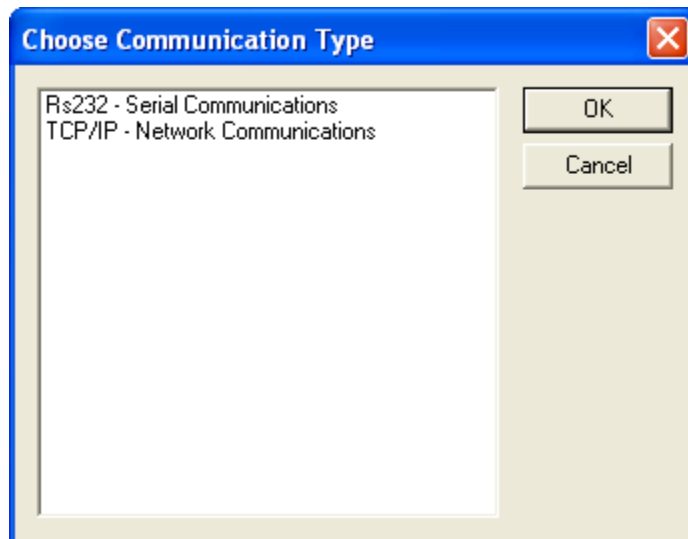 Choose Communication Type
Rs232 - Serial Communications
TCP/IP - Network Communications
OK
Cancel